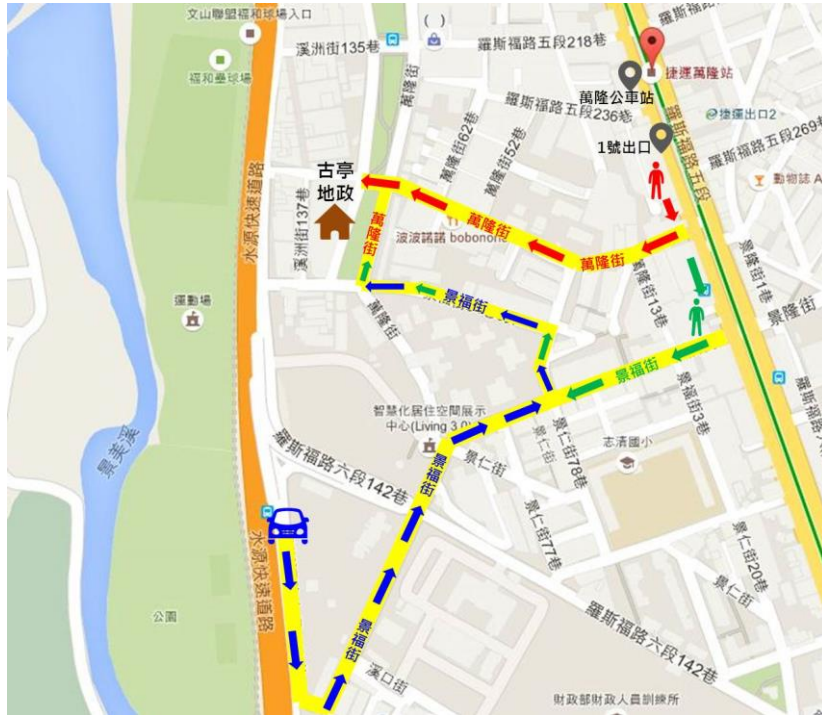 文山聯盟福和球場入口
( )
溪洲街135巷
羅斯福路五段218巷
福和壘球場
萬隆街
捷運萬隆站
萬隆公車站
羅斯福路五段236巷
捷運出口2
萬隆街62巷
萬隆街52巷
1號出口
羅斯福路五段
羅斯福路五段269巷
動物誌 A
古亭
地政
水源快速道路
溪洲街137巷
萬隆街
萬隆街
波波諾諾 bobonono
萬隆街
萬隆街
景隆街1巷
運動場
景福街
萬隆街
萬隆街13巷
景隆街
景福街
智慧化居住空間展示
中心(Living 3.0)
景福街3巷
景美溪
羅斯福路六段142巷
景福街
景仁街
景仁街
景仁街78巷
志清國小
景仁街77巷
景仁街20巷
景仁街
水源快速道路
公園
景福街
溪口街
羅斯福路六段142巷
財政部財政人員訓練所